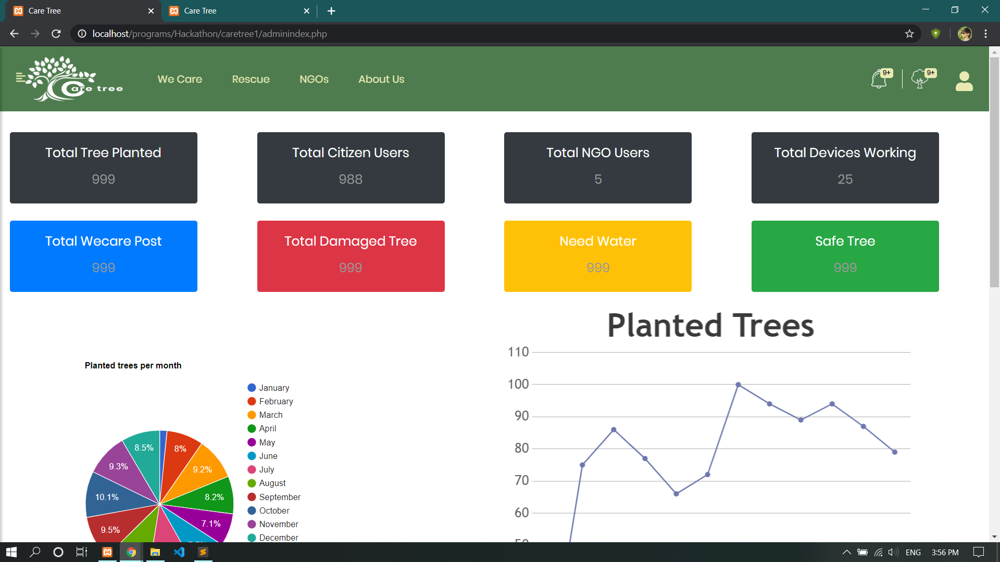 Care Tree
Care Tree
localhost/programs/Hackathon/caretree1/adminindex.php
are tree
We Care
Rescue
NGOs
About Us
9+
9+
Total Tree Planted
999
Total Citizen Users
988
Total NGO Users
5
Total Devices Working
25
Total Wecare Post
999
Total Damaged Tree
999
Need Water
999
Safe Tree
999
Planted trees per month
January
February
March
April
May
June
July
August
September
October
November
December
8.5%
8%
9.3%
9.2%
10.1%
8.2%
7.1%
9.5%
Planted Trees
110
100
90
80
70
60
50
ENG
3:56 PM